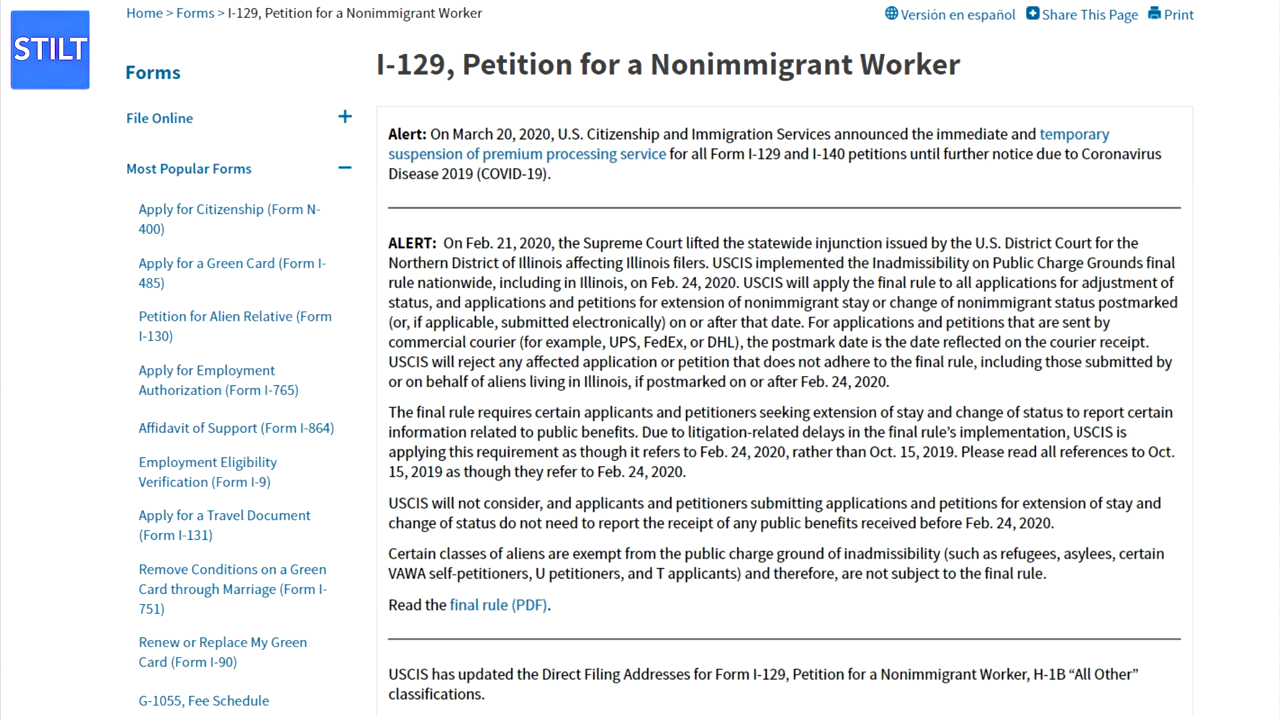 STILT
Home > Forms > I-129, Petition for a Nonimmigrant Worker
Versión en español
Share This Page
Print
Forms
File Online
Most Popular Forms
Apply for Citizenship (Form N-
400)
Apply for a Green Card (Form I-
485)
Petition for Alien Relative (Form
I-130)
Apply for Employment
Authorization (Form I-765)
Affidavit of Support (Form I-864)
Employment Eligibility
Verification (Form I-9)
Apply for a Travel Document
(Form I-131)
Remove Conditions on a Green
Card through Marriage (Form I-
751)
Renew or Replace My Green
Card (Form I-90)
G-1055, Fee Schedule
I-129, Petition for a Nonimmigrant Worker
Alert: On March 20, 2020, U.S. Citizenship and Immigration Services announced the immediate and temporary
suspension of premium processing service for all Form I-129 and I-140 petitions until further notice due to Coronavirus
Disease 2019 (COVID-19).
ALERT: On Feb. 21, 2020, the Supreme Court lifted the statewide injunction issued by the U.S. District Court for the
Northern District of Illinois affecting Illinois filers. USCIS implemented the Inadmissibility on Public Charge Grounds final
rule nationwide, including in Illinois, on Feb. 24, 2020. USCIS will apply the final rule to all applications for adjustment of
status, and applications and petitions for extension of nonimmigrant stay or change of nonimmigrant status postmarked
(or, if applicable, submitted electronically) on or after that date. For applications and petitions that are sent by
commercial courier (for example, UPS, FedEx, or DHL), the postmark date is the date reflected on the courier receipt.
USCIS will reject any affected application or petition that does not adhere to the final rule, including those submitted by
or on behalf of aliens living in Illinois, if postmarked on or after Feb. 24, 2020.
The final rule requires certain applicants and petitioners seeking extension of stay and change of status to report certain
information related to public benefits. Due to litigation-related delays in the final rule’s implementation, USCIS is
applying this requirement as though it refers to Feb. 24, 2020, rather than Oct. 15, 2019. Please read all references to Oct.
15, 2019 as though they refer to Feb. 24, 2020.
USCIS will not consider, and applicants and petitioners submitting applications and petitions for extension of stay and
change of status do not need to report the receipt of any public benefits received before Feb. 24, 2020.
Certain classes of aliens are exempt from the public charge ground of inadmissibility (such as refugees, asylees, certain
VAWA self-petitioners, U petitioners, and T applicants) and therefore, are not subject to the final rule.
Read the final rule (PDF).
USCIS has updated the Direct Filing Addresses for Form I-129, Petition for a Nonimmigrant Worker, H-1B “All Other”
classifications.